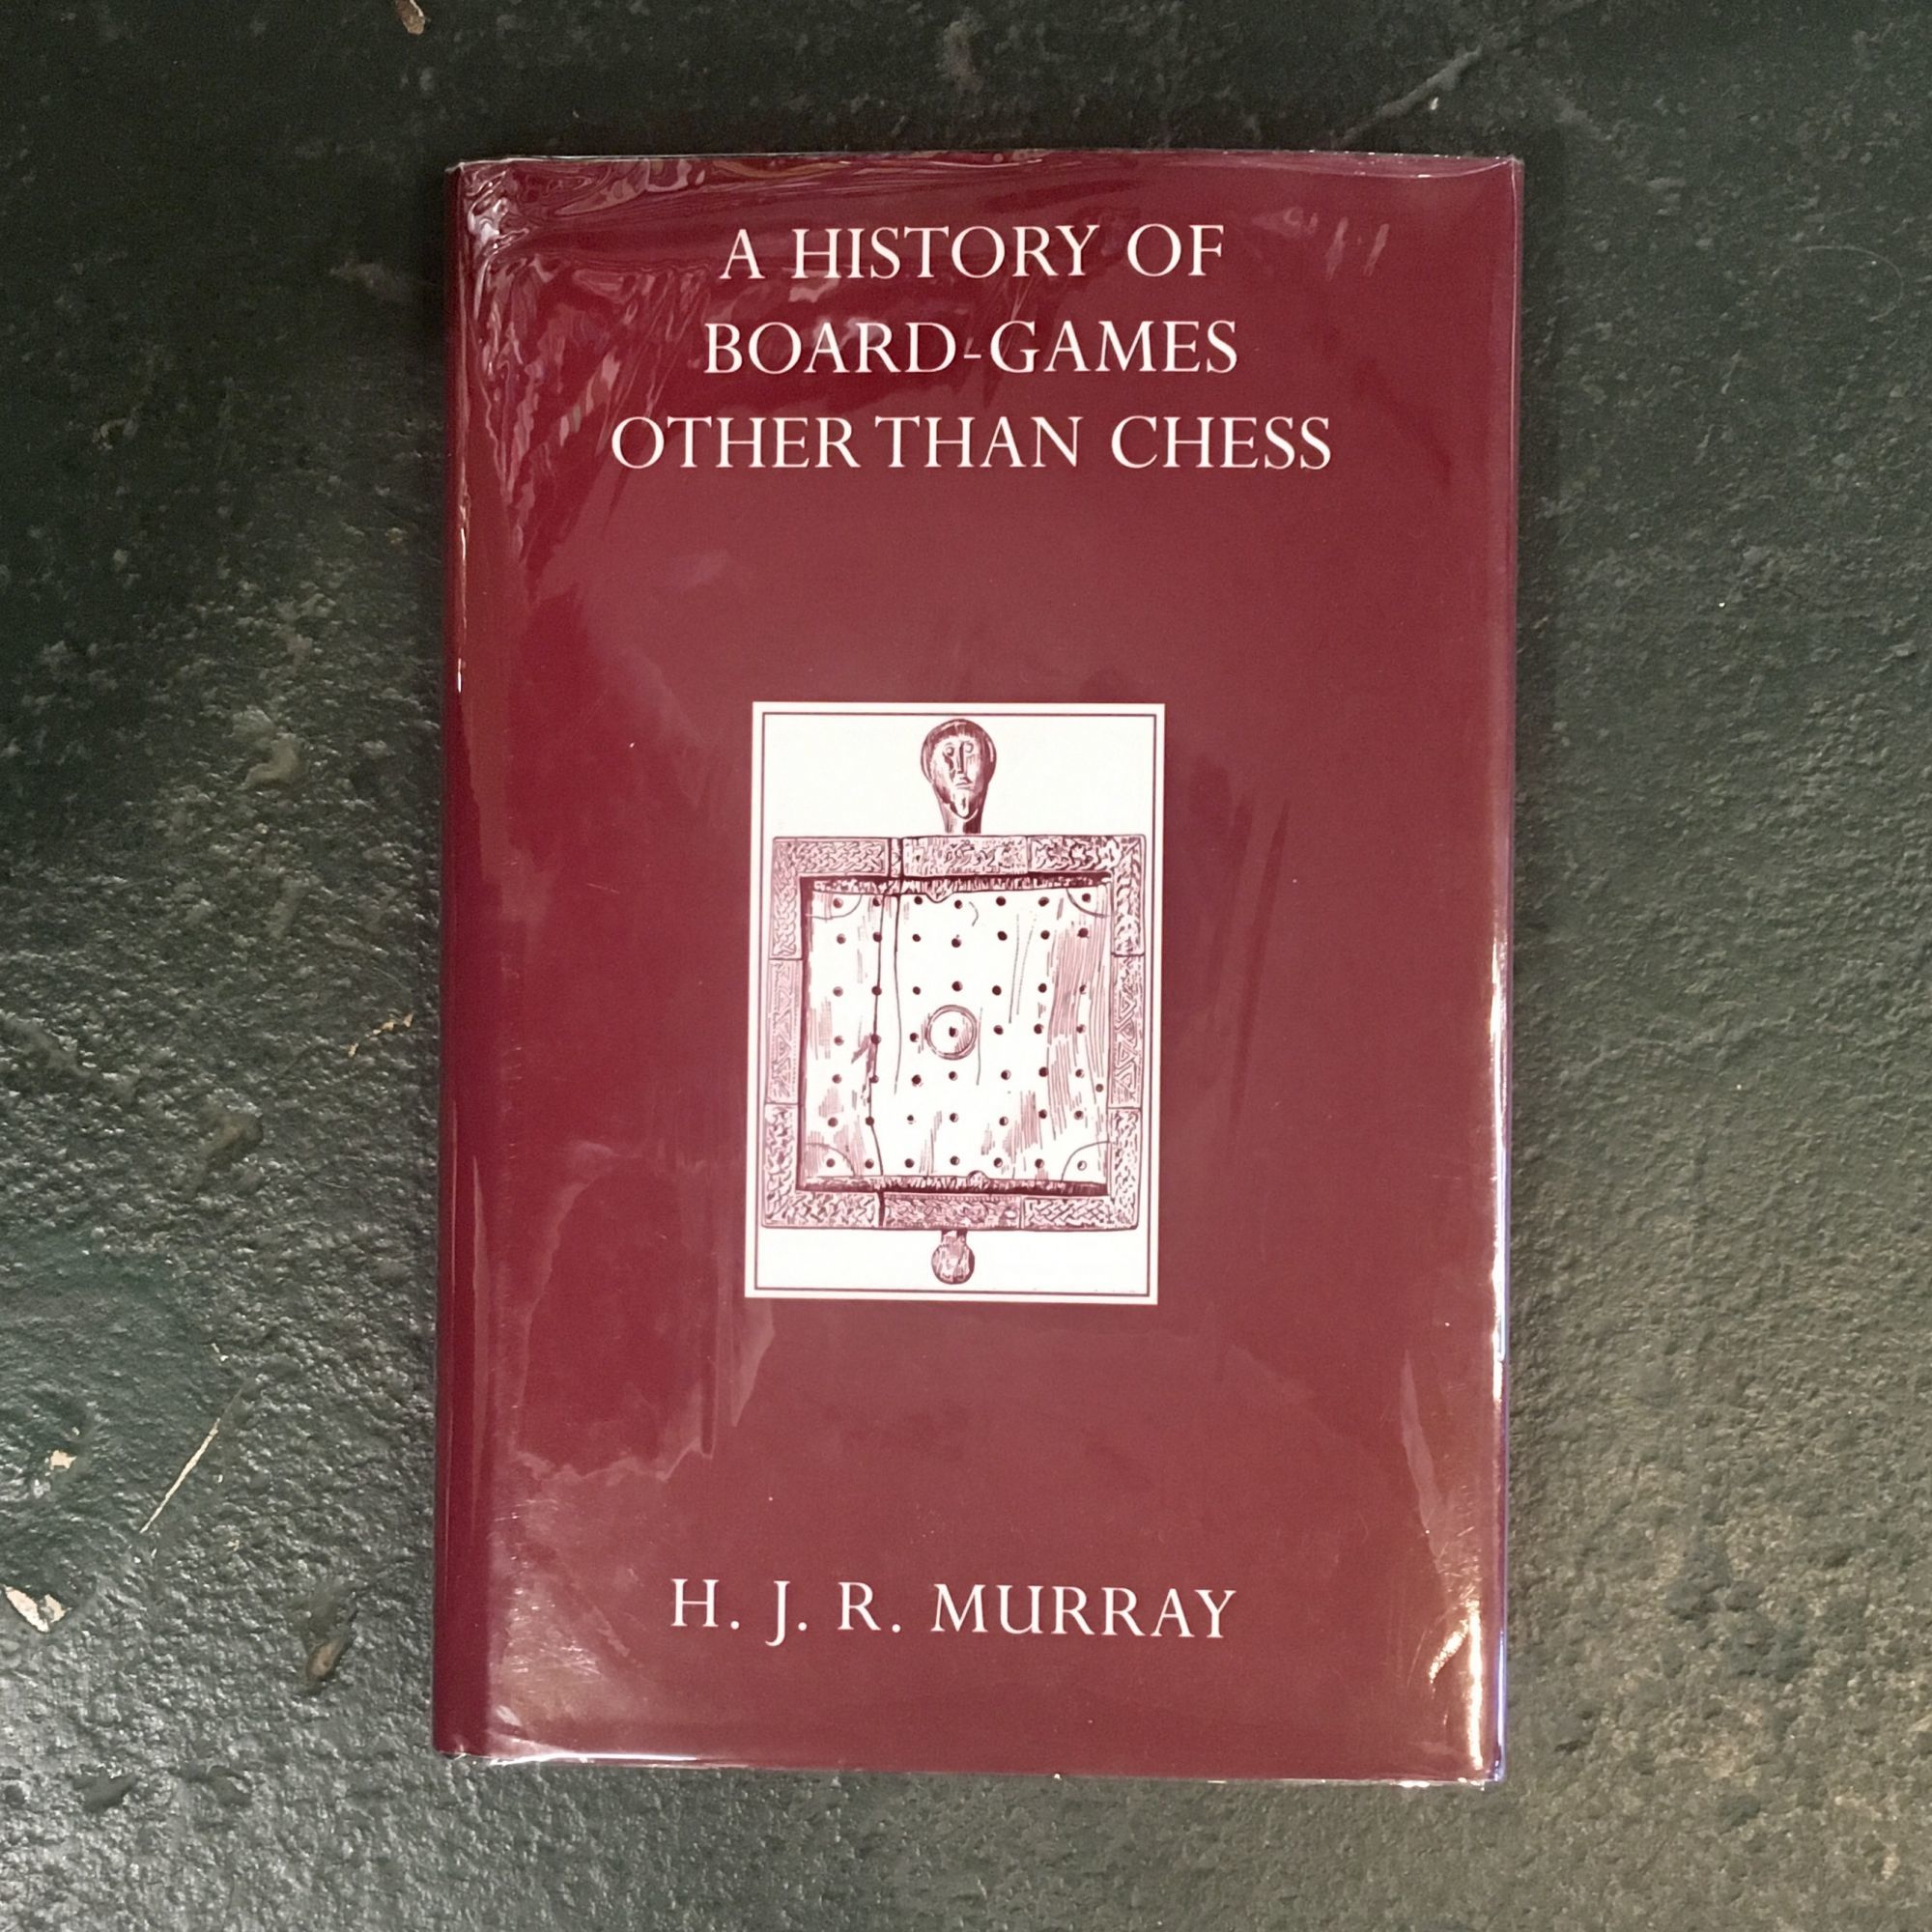 A HISTORY OF
BOARD-GAMES
OTHER THAN CHESS
H. J. R. MURRAY